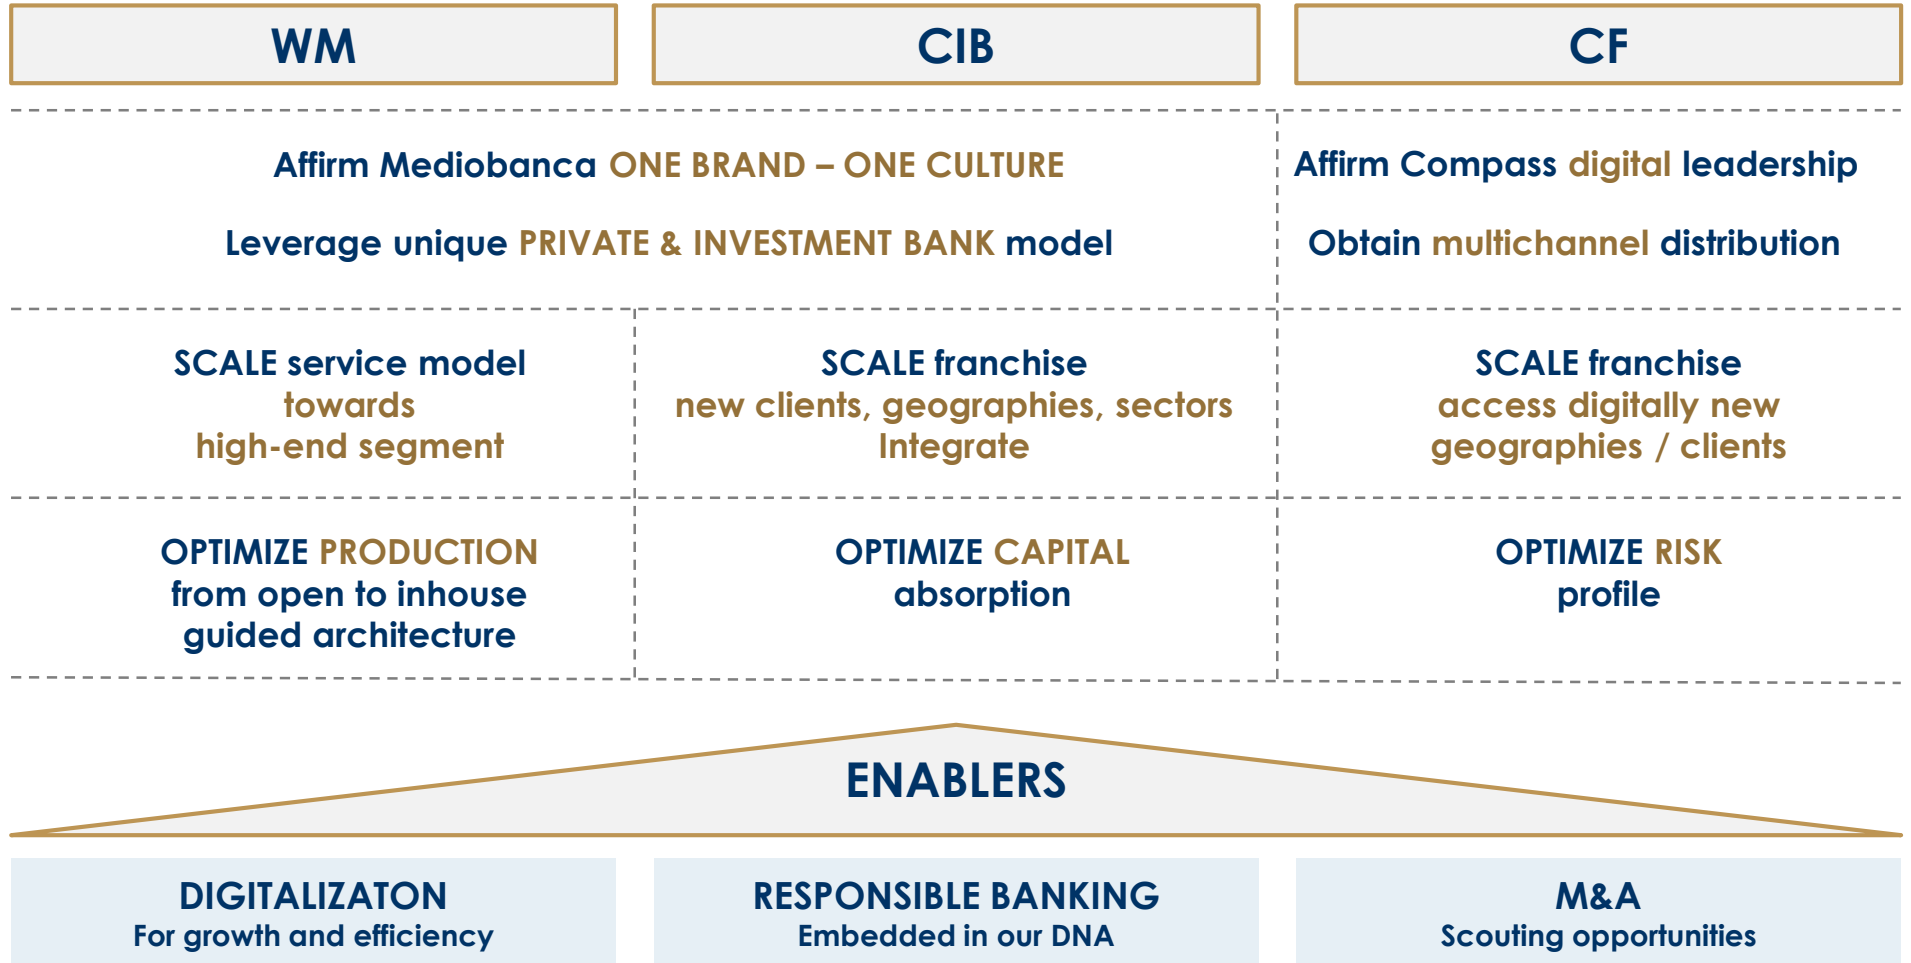 WM
CIB
CF
Affirm Mediobanca ONE BRAND – ONE CULTURE
Leverage unique PRIVATE & INVESTMENT BANK model
Affirm Compass digital leadership
Obtain multichannel distribution
SCALE service model
towards
high-end segment
SCALE franchise
new clients, geographies, sectors
Integrate
SCALE franchise
access digitally new
geographies / clients
OPTIMIZE PRODUCTION
from open to inhouse
guided architecture
OPTIMIZE CAPITAL
absorption
OPTIMIZE RISK
profile
ENABLERS
DIGITALIZATON
For growth and efficiency
RESPONSIBLE BANKING
Embedded in our DNA
M&A
Scouting opportunities